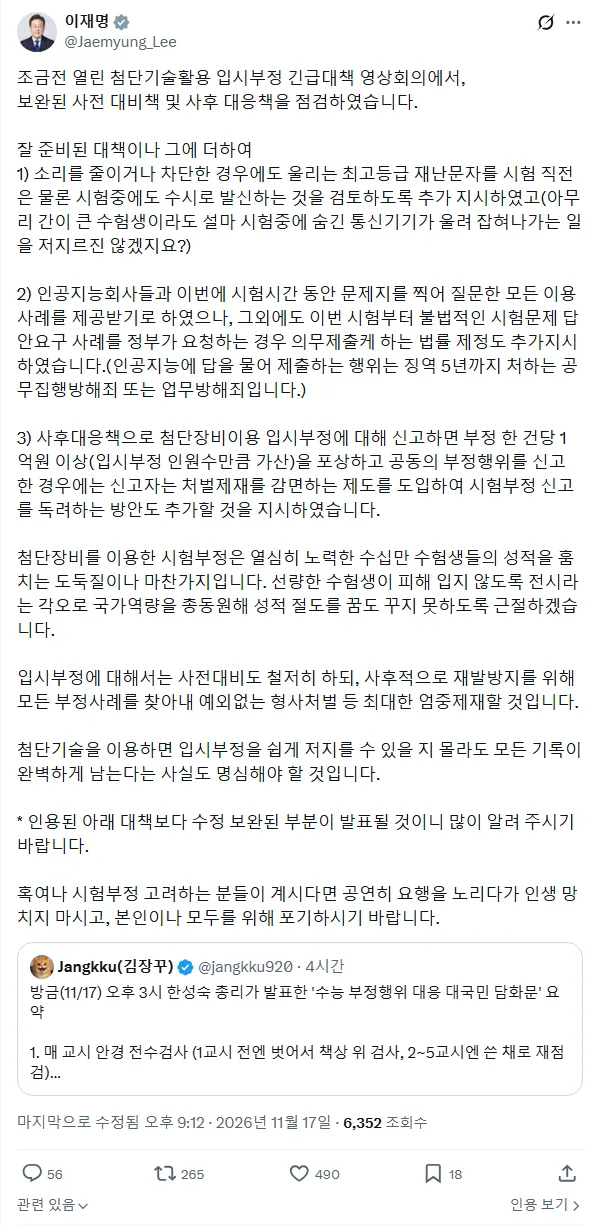 이재명
@Jaemyung_Lee
조금전 열린 첨단기술활용 입시부정 긴급대책 영상회의에서,
보완된 사전 대비책 및 사후 대응책을 점검하였습니다.
잘 준비된 대책이나 그에 더하여
1) 소리를 줄이거나 차단한 경우에도 울리는 최고등급 재난문자를 시험 직전
은 물론 시험중에도 수시로 발신하는 것을 검토하도록 추가 지시하였고(아무
리 간이 큰 수험생이라도 설마 시험중에 숨긴 통신기기가 울려 잡혀나가는 일
을 저지르진 않겠지요?)
2) 인공지능회사들과 이번에 시험시간 동안 문제지를 찍어 질문한 모든 이용
사례를 제공받기로 하였으나, 그외에도 이번 시험부터 불법적인 시험문제 답
안요구 사례를 정부가 요청하는 경우 의무제출케 하는 법률 제정도 추가지시
하였습니다.(인공지능에 답을 물어 제출하는 행위는 징역 5년까지 처하는 공
무집행방해죄 또는 업무방해죄입니다.)
3) 사후대응책으로 첨단장비이용 입시부정에 대해 신고하면 부정 한 건당 1
억원 이상(입시부정 인원수만큼 가산)을 포상하고 공동의 부정행위를 신고
한 경우에는 신고자는 처벌제재를 감면하는 제도를 도입하여 시험부정 신고
를 독려하는 방안도 추가할 것을 지시하였습니다.
첨단장비를 이용한 시험부정은 열심히 노력한 수십만 수험생들의 성적을 훔
치는 도둑질이나 마찬가지입니다. 선량한 수험생이 피해 입지 않도록 전시라
는 각오로 국가역량을 총동원해 성적 절도를 꿈도 꾸지 못하도록 근절하겠습
니다.
입시부정에 대해서는 사전대비도 철저히 하되, 사후적으로 재발방지를 위해
모든 부정사례를 찾아내 예외없는 형사처벌 등 최대한 엄중제재할 것입니다.
첨단기술을 이용하면 입시부정을 쉽게 저지를 수 있을 지 몰라도 모든 기록이
완벽하게 남는다는 사실도 명심해야 할 것입니다.
* 인용된 아래 대책보다 수정 보완된 부분이 발표될 것이니 많이 알려 주시기
바랍니다.
혹여나 시험부정 고려하는 분들이 계시다면 공연히 요행을 노리다가 인생 망
치지 마시고, 본인이나 모두를 위해 포기하시기 바랍니다.
Jangkku(김장꾸) @jangkku920 · 4시간
방금(11/17) 오후 3시 한성숙 총리가 발표한 '수능 부정행위 대응 대국민 담화문' 요
약
1. 매 교시 안경 전수검사 (1교시 전엔 벗어서 책상 위 검사, 2~5교시엔 쓴 채로 재점
검)...
마지막으로 수정됨 오후 9:12 · 2026년 11월 17일 · 6,352 조회수
56 265 490 18
관련 있음 인용 보기